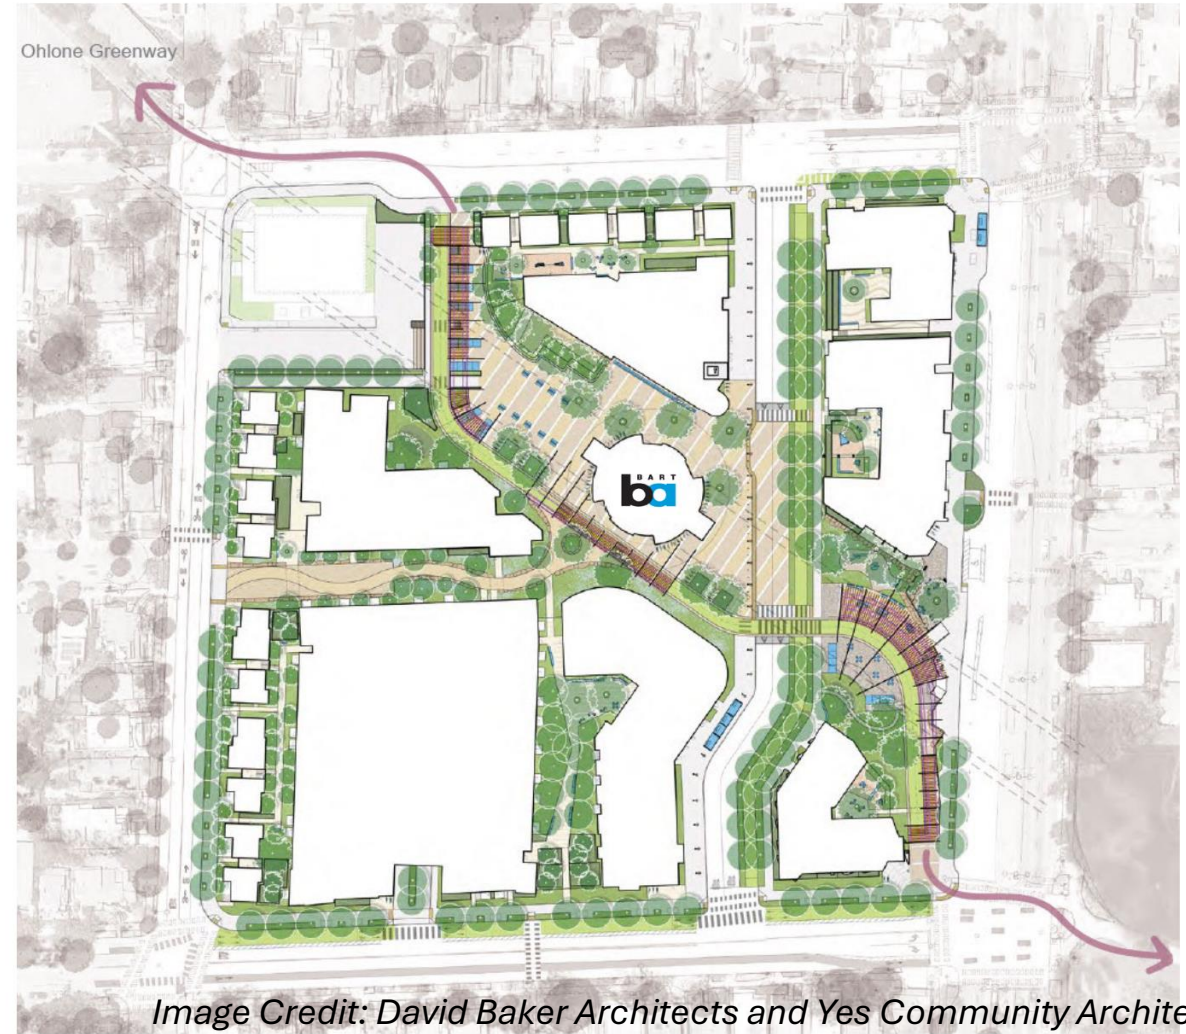 Ohlone Greenway
BART
ba
Image Credit: David Baker Architects and Yes Community Archite